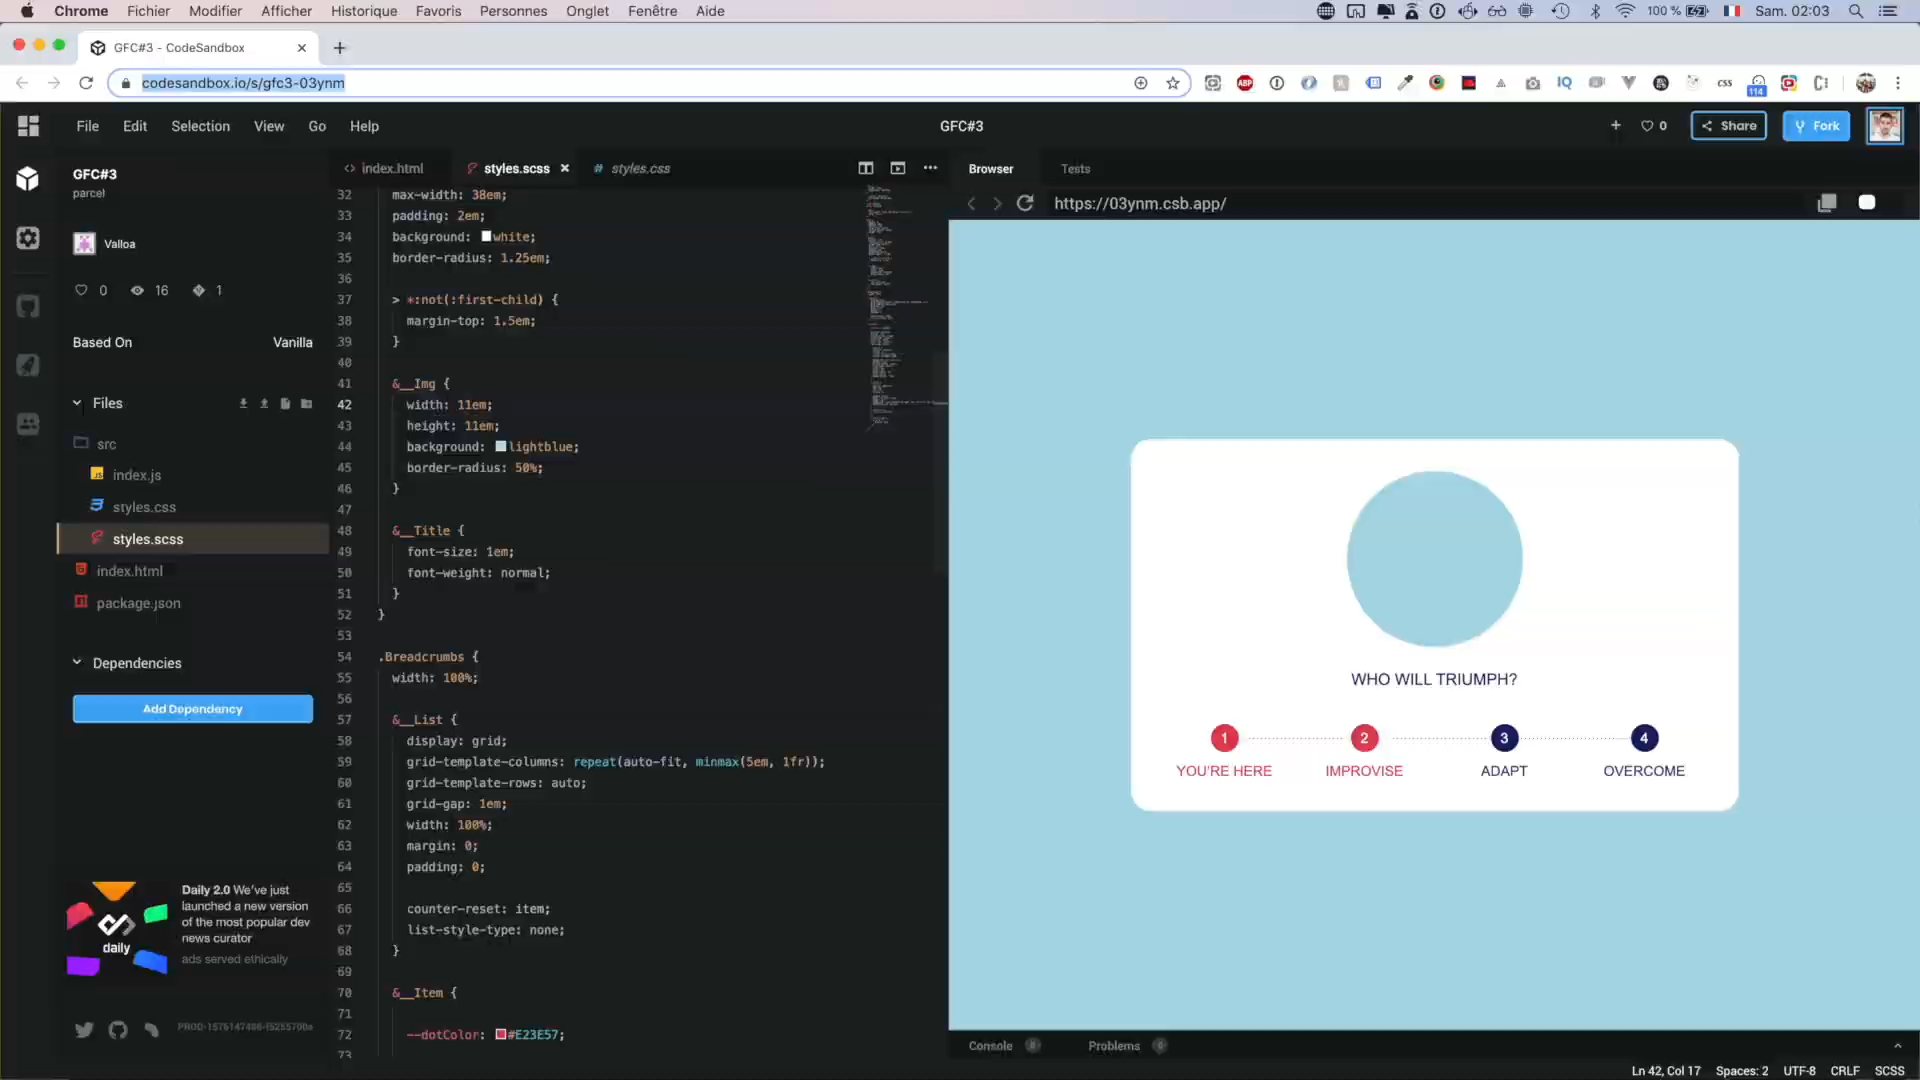 Chrome Fichier Modifier Afficher Historique Favoris Personnes Onglet Fenêtre Aide 100 % Sam. 02:03
GFC#3 - CodeSandbox
codesandbox.io/s/gfc3-03ynm
ABP IQ css 114
File Edit Selection View Go Help GFC#3 0 Share Fork
GFC#3
parcel
Valloa
0 16 1
Based On Vanilla
Files
src
index.js
styles.css
styles.scss
index.html
package.json
Dependencies
Add Dependency
daily
Daily 2.0 We've just
launched a new version
of the most popular dev
news curator
ads served ethically
PROD-1576147486-f5255700a
index.html styles.scss styles.css
32 max-width: 38em;
33 padding: 2em;
34 background: white;
35 border-radius: 1.25em;
36
37 > *:not(:first-child) {
38 margin-top: 1.5em;
39 }
40
41 &__Img {
42 width: 11em;
43 height: 11em;
44 background: lightblue;
45 border-radius: 50%;
46 }
47
48 &__Title {
49 font-size: 1em;
50 font-weight: normal;
51 }
52 }
53
54 .Breadcrumbs {
55 width: 100%;
56
57 &__List {
58 display: grid;
59 grid-template-columns: repeat(auto-fit, minmax(5em, 1fr));
60 grid-template-rows: auto;
61 grid-gap: 1em;
62 width: 100%;
63 margin: 0;
64 padding: 0;
65
66 counter-reset: item;
67 list-style-type: none;
68 }
69
70 &__Item {
71
72 --dotColor: #E23E57;
73
Browser Tests
https://03ynm.csb.app/
WHO WILL TRIUMPH?
1 2 3 4
YOU'RE HERE IMPROVISE ADAPT OVERCOME
Console 0 Problems 0
Ln 42, Col 17 Spaces: 2 UTF-8 CRLF SCSS